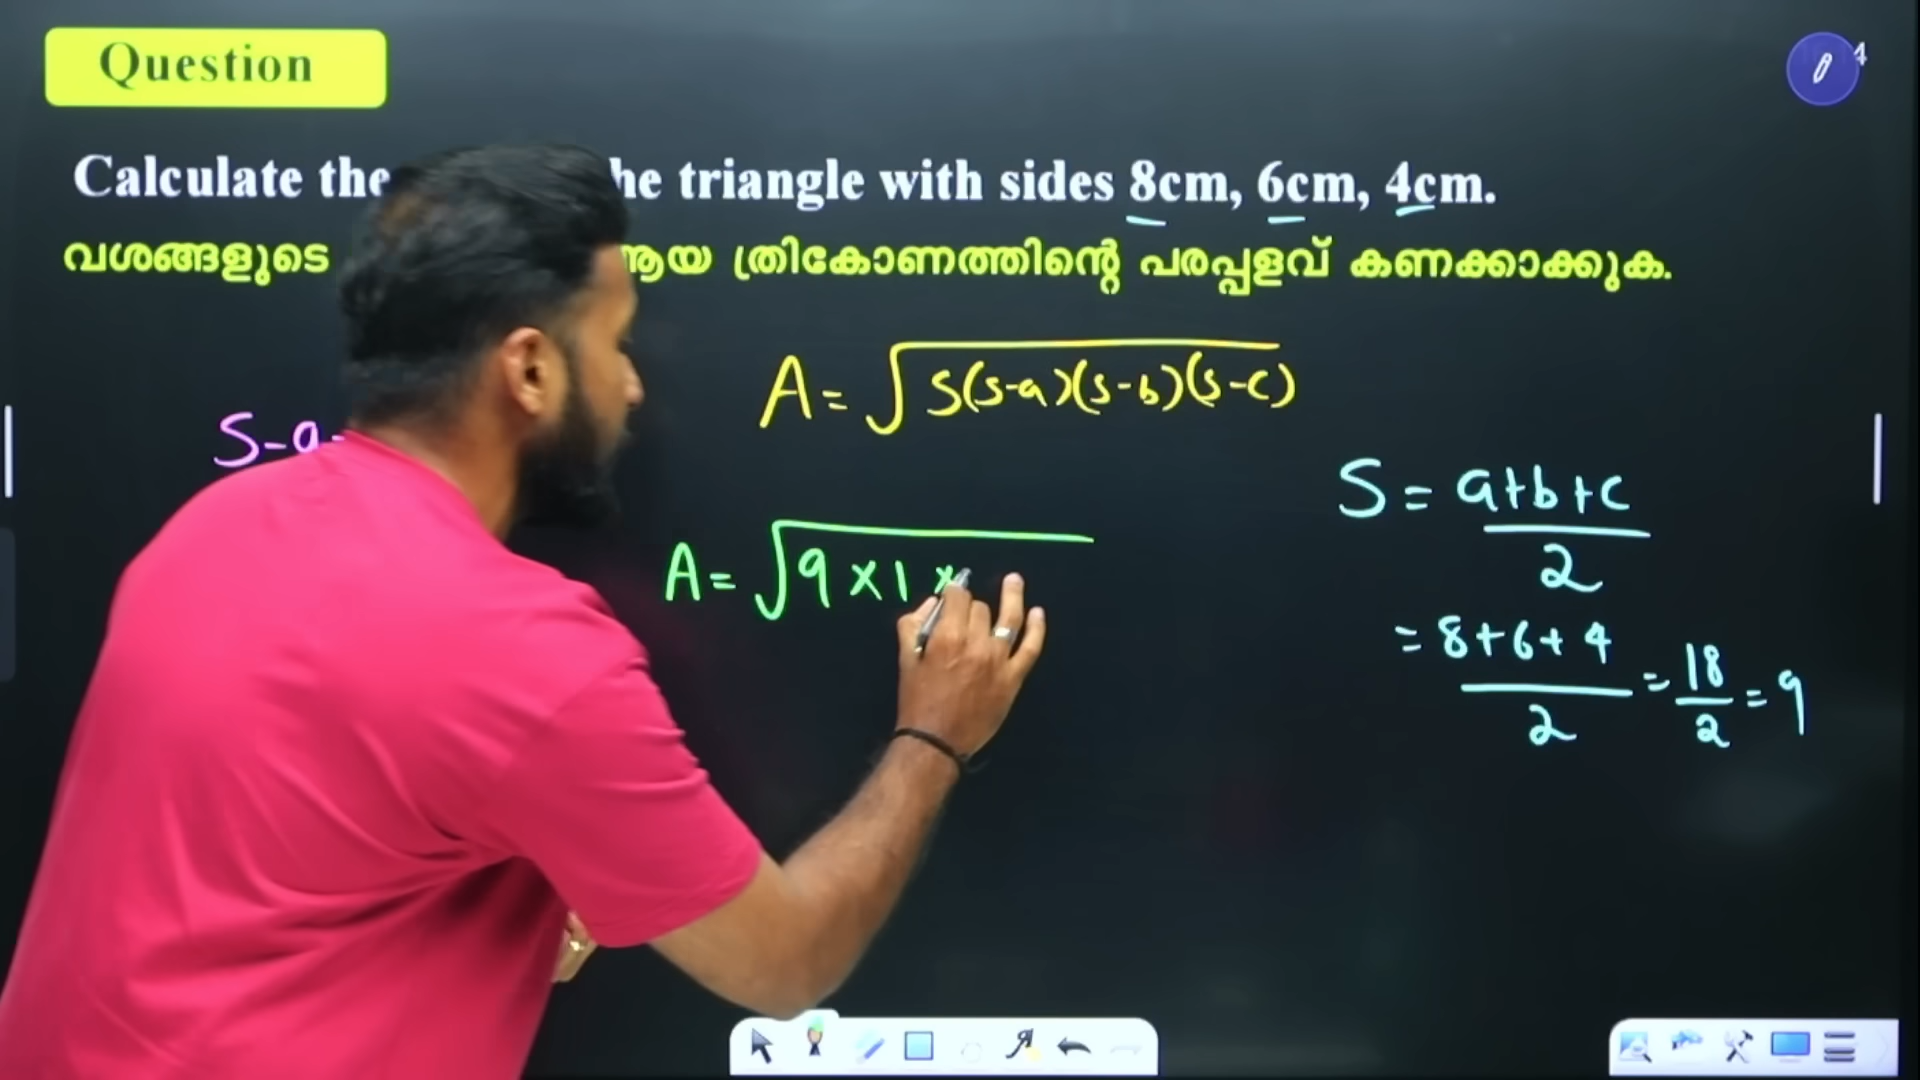 Question
4
Calculate the he triangle with sides 8cm, 6cm, 4cm.
വശങ്ങളുടെ ആയ ത്രികോണത്തിന്റെ പരപ്പളവ് കണക്കാക്കുക.
A = √S(s-a)(s-b)(s-c)
S-a
S = a+b+c
2
A = √9 × 1 ×
= 8+6+4
2
= 18
2
= 9